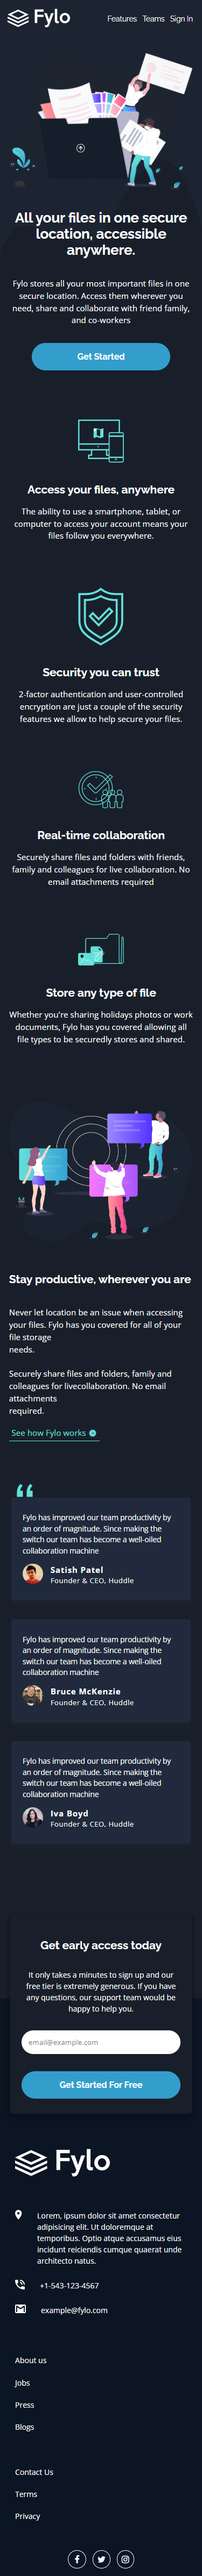 Fylo
Features Teams Sign In
All your files in one secure
location, accessible
anywhere.
Fylo stores all your most important files in one
secure location. Access them wherever you
need, share and collaborate with friend family,
and co-workers
Get Started
Access your files, anywhere
The ability to use a smartphone, tablet, or
computer to access your account means your
files follow you everywhere.
Security you can trust
2-factor authentication and user-controlled
encryption are just a couple of the security
features we allow to help secure your files.
Real-time collaboration
Securely share files and folders with friends,
family and colleagues for live collaboration. No
email attachments required
Store any type of file
Whether you're sharing holidays photos or work
documents, Fylo has you covered allowing all
file types to be securedly stores and shared.
Stay productive, wherever you are
Never let location be an issue when accessing
your files. Fylo has you covered for all of your
file storage
needs.
Securely share files and folders, family and
colleagues for livecollaboration. No email
attachments
required.
See how Fylo works
“
Fylo has improved our team productivity by
an order of magnitude. Since making the
switch our team has become a well-oiled
collaboration machine
Satish Patel
Founder & CEO, Huddle
Fylo has improved our team productivity by
an order of magnitude. Since making the
switch our team has become a well-oiled
collaboration machine
Bruce McKenzie
Founder & CEO, Huddle
Fylo has improved our team productivity by
an order of magnitude. Since making the
switch our team has become a well-oiled
collaboration machine
Iva Boyd
Founder & CEO, Huddle
Get early access today
It only takes a minutes to sign up and our
free tier is extremely generous. If you have
any questions, our support team would be
happy to help you.
email@example.com
Get Started For Free
Fylo
Lorem, ipsum dolor sit amet consectetur
adipisicing elit. Ut doloremque at
temporibus. Optio atque accusamus eius
incidunt reiciendis cumque quaerat unde
architecto natus.
+1-543-123-4567
example@fylo.com
About us
Jobs
Press
Blogs
Contact Us
Terms
Privacy